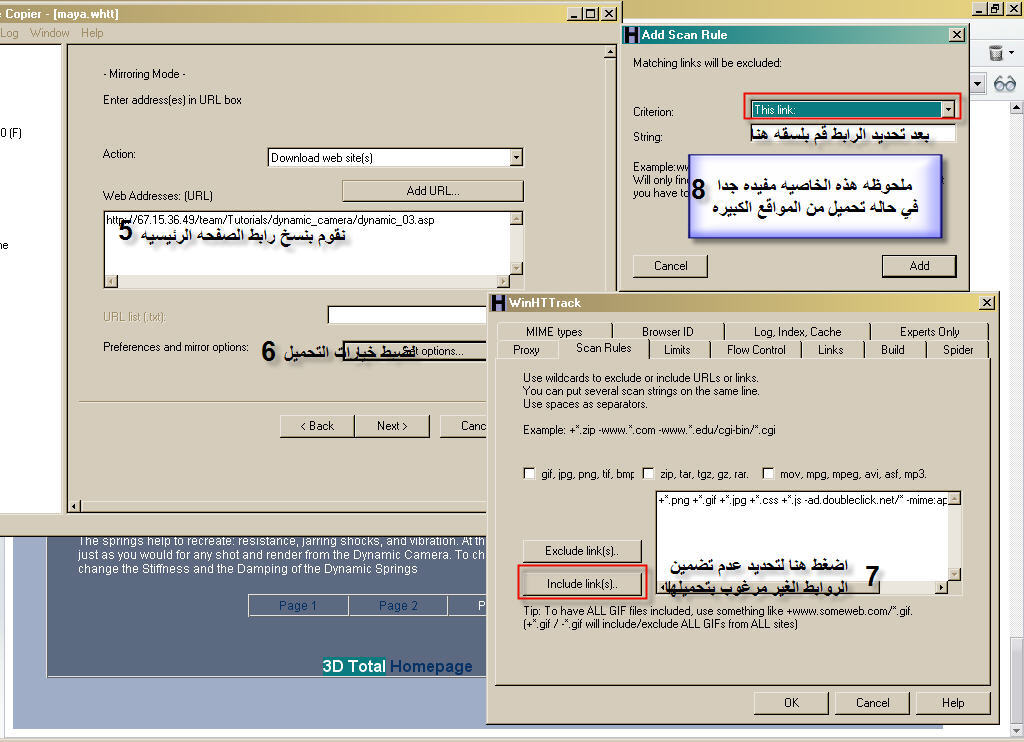 e Copier - [maya.whtt]
Log Window Help
0 (F)
ne
- Mirroring Mode -
Enter address(es) in URL box
Action:
Download web site(s)
Web Addresses: (URL)
Add URL...
http://67.15.36.49/team/Tutorials/dynamic_camera/dynamic_03.asp
5 نقوم بنسخ رابط الصفحه الرئيسيه
URL list (.txt):
Preferences and mirror options:
6 لضبط خيارات التحميل
options...
< Back
Next >
Canc
Add Scan Rule
Matching links will be excluded:
Criterion:
This link:
String:
بعد تحديد الرابط قم بلسقه هنا
Example:ww
Will only fin
you have to
8 ملحوظه هذه الخاصيه مفيده جدا
في حاله تحميل من المواقع الكبيره
Cancel
Add
WinHTTrack
MIME types
Browser ID
Log, Index, Cache
Experts Only
Proxy
Scan Rules
Limits
Flow Control
Links
Build
Spider
Use wildcards to exclude or include URLs or links.
You can put several scan strings on the same line.
Use spaces as separators.
Example: +*.zip -www.*.com -www.*.edu/cgi-bin/*.cgi
gif, jpg, png, tif, bmp
zip, tar, tgz, gz, rar.
mov, mpg, mpeg, avi, asf, mp3.
+*.png +*.gif +*.jpg +*.css +*.js -ad.doubleclick.net/* -mime:ap
Exclude link(s)..
Include link(s)..
7 اضغط هنا لتحديد عدم تضمين
الروابط الغير مرغوب بتحميلها
Tip: To have ALL GIF files included, use something like +www.someweb.com/*.gif.
(+*.gif / -*.gif will include/exclude ALL GIFs from ALL sites)
OK
Cancel
Help
The springs help to recreate: resistance, jarring shocks, and vibration. At th
just as you would for any shot and render from the Dynamic Camera. To ch
change the Stiffness and the Damping of the Dynamic Springs
Page 1
Page 2
P
3D Total Homepage